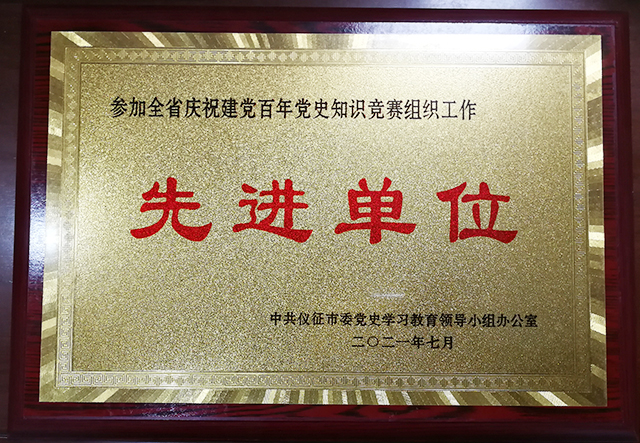 参加全省庆祝建党百年党史知识竞赛组织工作
先进单位
中共仪征市委党史学习教育领导小组办公室
二〇二一年七月